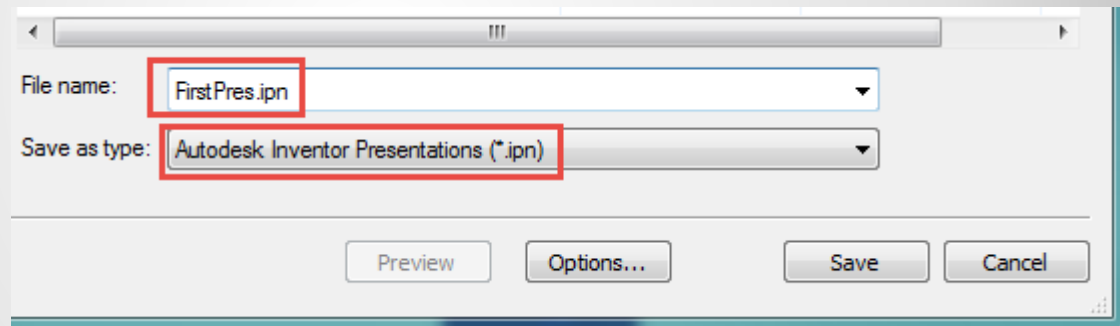 File name: FirstPres.ipn
Save as type: Autodesk Inventor Presentations (*.ipn)
Preview Options... Save Cancel